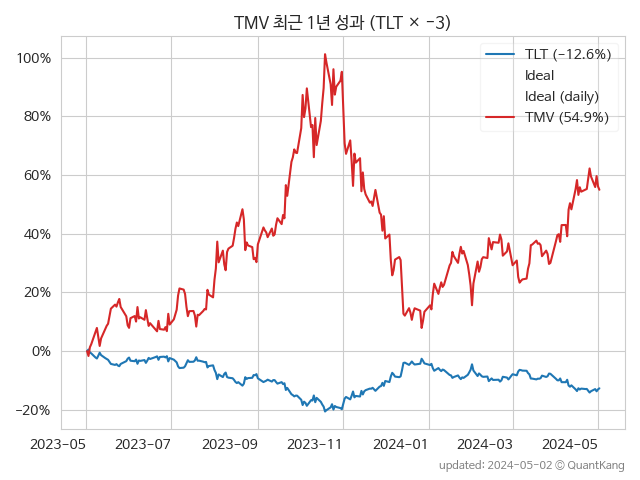 TMV 최근 1년 성과 (TLT × −3)
TLT (−12.6%)
Ideal
Ideal (daily)
TMV (54.9%)
100%
80%
60%
40%
20%
0%
−20%
2023−05 2023−07 2023−09 2023−11 2024−01 2024−03 2024−05
updated: 2024-05-02 © QuantKang